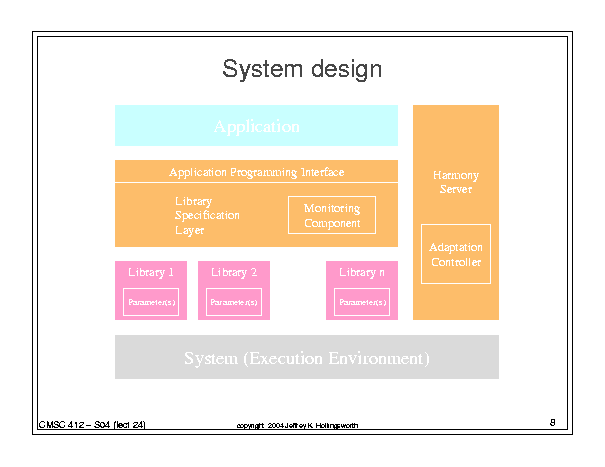 System design
Application
Application Programming Interface
Library
Specification
Layer
Monitoring
Component
Harmony
Server
Adaptation
Controller
Library 1
Library 2
Library n
Parameter(s)
Parameter(s)
Parameter(s)
System (Execution Environment)
CMSC 412 – S04 (lect 24)
copyright 2004 Jeffrey K. Hollingsworth
8